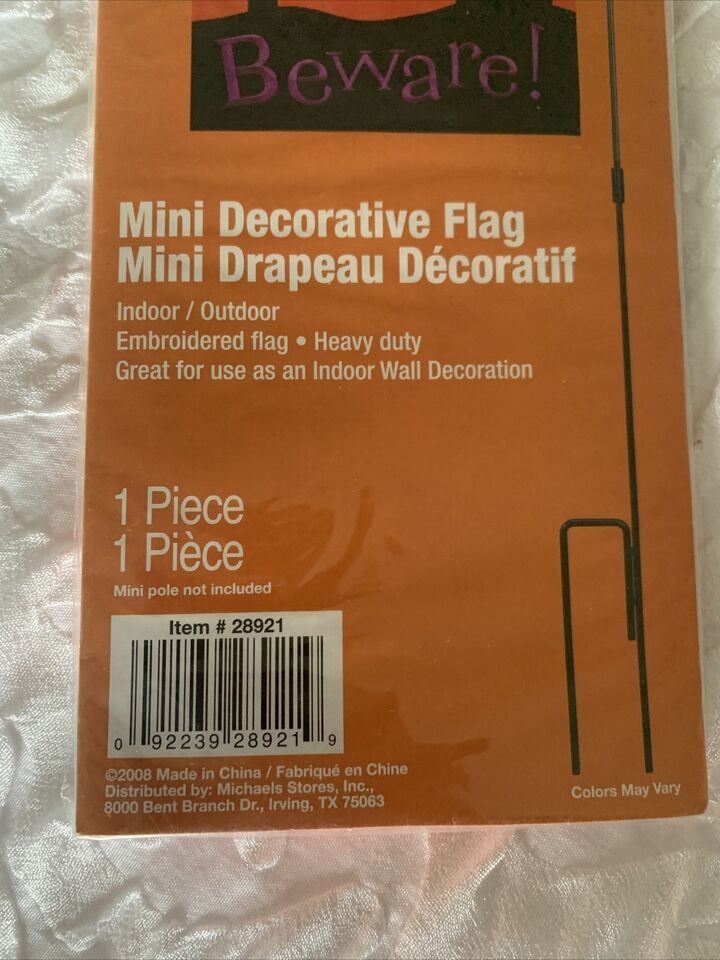 Beware!
Mini Decorative Flag
Mini Drapeau Décoratif
Indoor / Outdoor
Embroidered flag • Heavy duty
Great for use as an Indoor Wall Decoration
1 Piece
1 Pièce
Mini pole not included
Item # 28921
0 92239 28921 9
©2008 Made in China / Fabriqué en Chine
Distributed by: Michaels Stores, Inc.,
8000 Bent Branch Dr., Irving, TX 75063
Colors May Vary